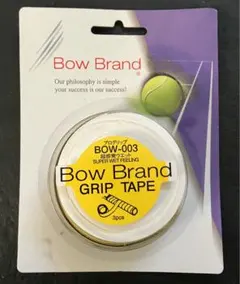 Bow Brand®
Our philosophy is simple
your success is our success!
プログリップ
BOW-003
超感響ウエット
SUPER WET FEELING
Bow Brand
GRIP TAPE
3pcs